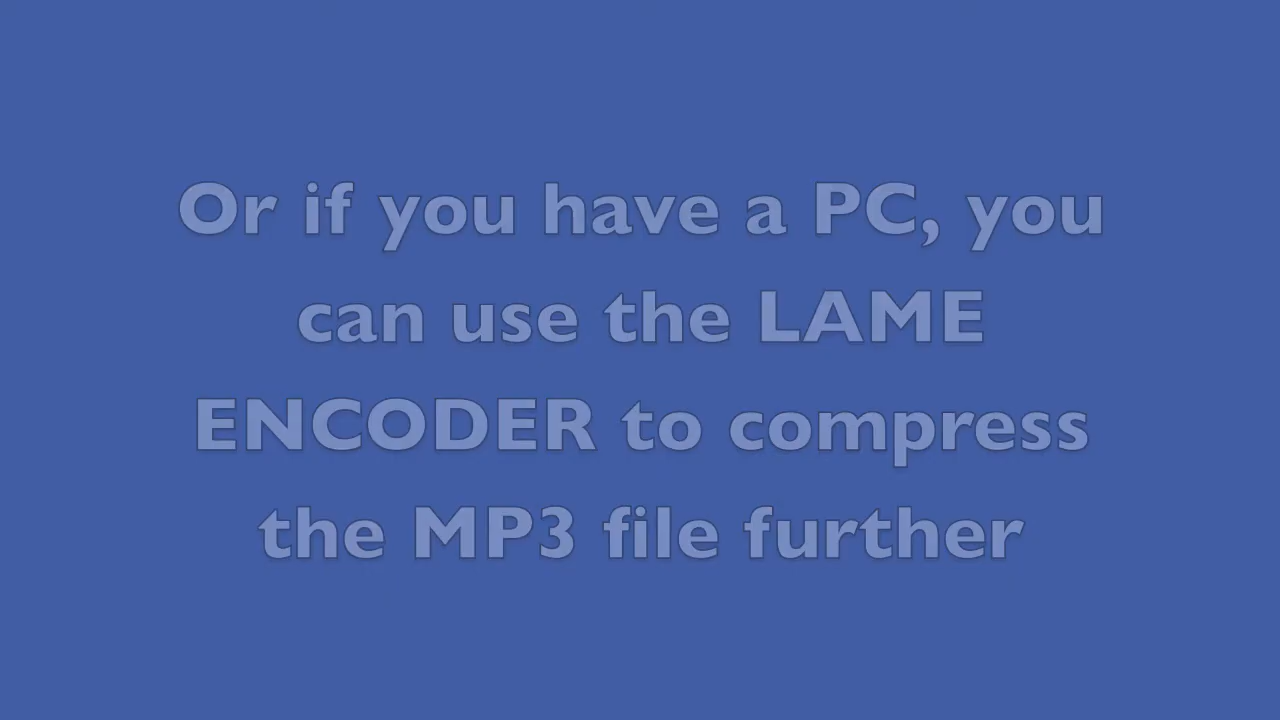 Or if you have a PC, you
can use the LAME
ENCODER to compress
the MP3 file further